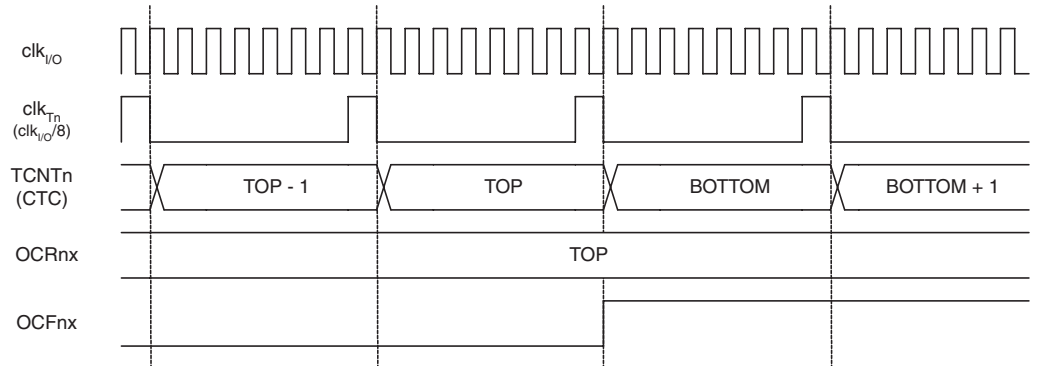 clkI/O
clkTn
(clkI/O/8)
TCNTn
(CTC)
TOP - 1
TOP
BOTTOM
BOTTOM + 1
OCRnx
TOP
OCFnx